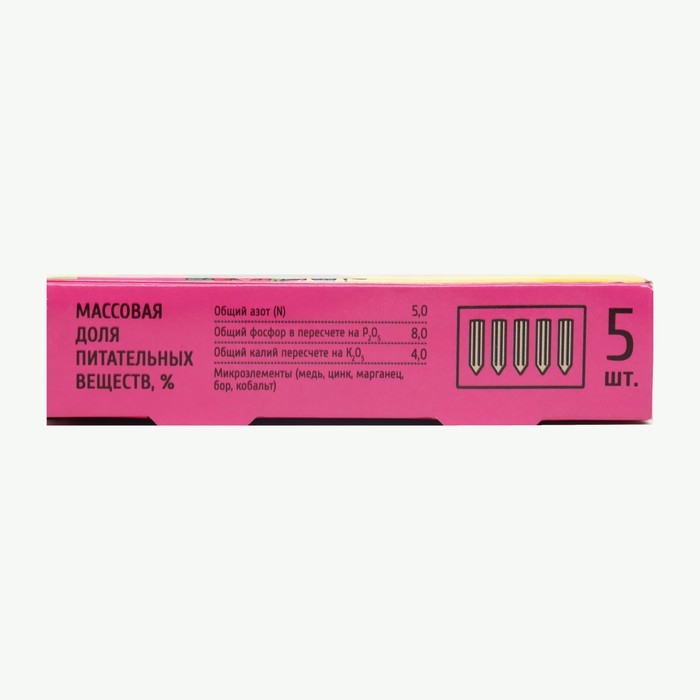 МАССОВАЯ
ДОЛЯ
ПИТАТЕЛЬНЫХ
ВЕЩЕСТВ, %
Общий азот (N) 5,0
Общий фосфор в пересчете на P₂O₅ 8,0
Общий калий пересчете на K₂O₅ 4,0
Микроэлементы (медь, цинк, марганец,
бор, кобальт)
5
шт.